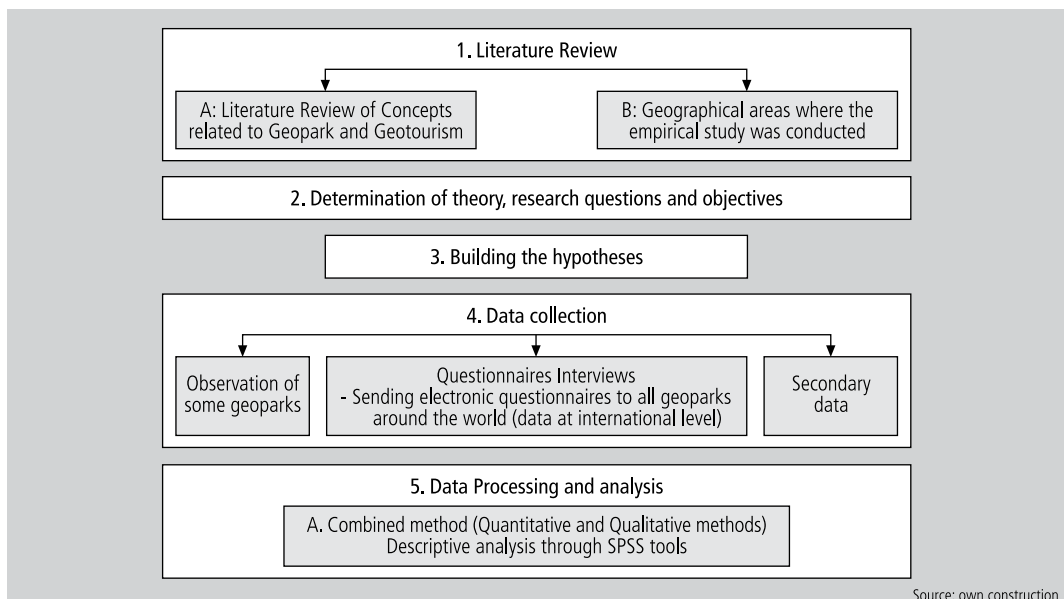 1. Literature Review
A: Literature Review of Concepts
related to Geopark and Geotourism
B: Geographical areas where the
empirical study was conducted
2. Determination of theory, research questions and objectives
3. Building the hypotheses
4. Data collection
Observation of
some geoparks
Questionnaires Interviews
- Sending electronic questionnaires to all geoparks
around the world (data at international level)
Secondary
data
5. Data Processing and analysis
A. Combined method (Quantitative and Qualitative methods)
Descriptive analysis through SPSS tools
Source: own construction